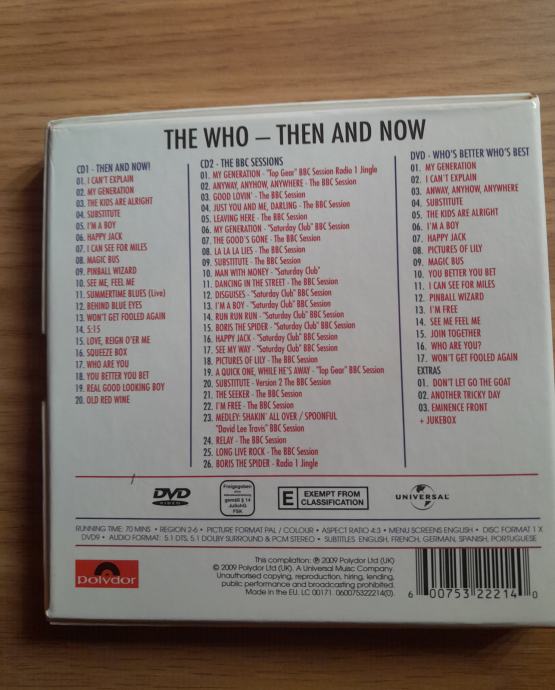 THE WHO – THEN AND NOW
CD1 - THEN AND NOW!
01. I CAN'T EXPLAIN
02. MY GENERATION
03. THE KIDS ARE ALRIGHT
04. SUBSTITUTE
05. I'M A BOY
06. HAPPY JACK
07. I CAN SEE FOR MILES
08. MAGIC BUS
09. PINBALL WIZARD
10. SEE ME, FEEL ME
11. SUMMERTIME BLUES (Live)
12. BEHIND BLUE EYES
13. WON'T GET FOOLED AGAIN
14. 5:15
15. LOVE, REIGN O'ER ME
16. SQUEEZE BOX
17. WHO ARE YOU
18. YOU BETTER YOU BET
19. REAL GOOD LOOKING BOY
20. OLD RED WINE
CD2 - THE BBC SESSIONS
01. MY GENERATION - "Top Gear" BBC Session Radio 1 Jingle
02. ANYWAY, ANYHOW, ANYWHERE - The BBC Session
03. GOOD LOVIN' - The BBC Session
04. JUST YOU AND ME, DARLING - The BBC Session
05. LEAVING HERE - The BBC Session
06. MY GENERATION - "Saturday Club" BBC Session
07. THE GOOD'S GONE - The BBC Session
08. LA LA LA LIES - The BBC Session
09. SUBSTITUTE - The BBC Session
10. MAN WITH MONEY - "Saturday Club"
11. DANCING IN THE STREET - The BBC Session
12. DISGUISES - "Saturday Club" BBC Session
13. I'M A BOY - "Saturday Club" BBC Session
14. RUN RUN RUN - "Saturday Club" BBC Session
15. BORIS THE SPIDER - "Saturday Club" BBC Session
16. HAPPY JACK - "Saturday Club" BBC Session
17. SEE MY WAY - "Saturday Club" BBC Session
18. PICTURES OF LILY - The BBC Session
19. A QUICK ONE, WHILE HE'S AWAY - "Top Gear" BBC Session
20. SUBSTITUTE - Version 2 The BBC Session
21. THE SEEKER - The BBC Session
22. I'M FREE - The BBC Session
23. MEDLEY: SHAKIN' ALL OVER / SPOONFUL
"David Lee Travis" BBC Session
24. RELAY - The BBC Session
25. LONG LIVE ROCK - The BBC Session
26. BORIS THE SPIDER - Radio 1 Jingle
DVD - WHO'S BETTER WHO'S BEST
01. MY GENERATION
02. I CAN'T EXPLAIN
03. ANWAY, ANYHOW, ANYWHERE
04. SUBSTITUTE
05. THE KIDS ARE ALRIGHT
06. I'M A BOY
07. HAPPY JACK
08. PICTURES OF LILY
09. MAGIC BUS
10. YOU BETTER YOU BET
11. I CAN SEE FOR MILES
12. PINBALL WIZARD
13. I'M FREE
14. SEE ME FEEL ME
15. JOIN TOGETHER
16. WHO ARE YOU?
17. WON'T GET FOOLED AGAIN
EXTRAS
01. DON'T LET GO THE GOAT
02. ANOTHER TRICKY DAY
03. EMINENCE FRONT
+ JUKEBOX
DVD
VIDEO
Freigegeben
gemäß § 14
JuSchG
FSK
E EXEMPT FROM
CLASSIFICATION
UNIVERSAL
RUNNING TIME: 70 MINS • REGION 2-6 • PICTURE FORMAT PAL / COLOUR • ASPECT RATIO 4:3 • MENU SCREENS ENGLISH • DISC FORMAT 1 X
DVD9 • AUDIO FORMAT: 5.1 DTS, 5.1 DOLBY SURROUND & PCM STEREO • SUBTITLES ENGLISH, FRENCH, GERMAN, SPANISH, PORTUGUESE
polydor
This compilation: ℗ 2009 Polydor Ltd (UK)
© 2009 Polydor Ltd (UK). A Universal Music Company.
Unauthorised copying, reproduction, hiring, lending,
public performance and broadcasting prohibited.
Made in the EU. LC 00171. 060075322214(0).
6 00753 22214 0